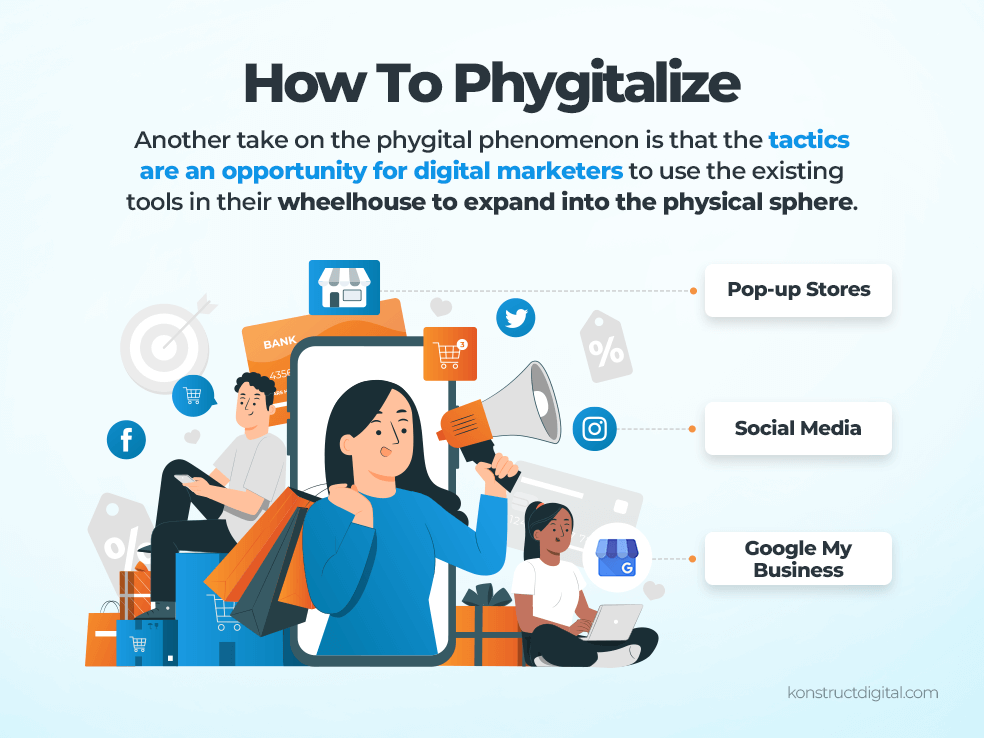 How To Phygitalize
Another take on the phygital phenomenon is that the tactics
are an opportunity for digital marketers to use the existing
tools in their wheelhouse to expand into the physical sphere.
Pop-up Stores
BANK
3
%
Social Media
%
Google My
Business
G
konstructdigital.com